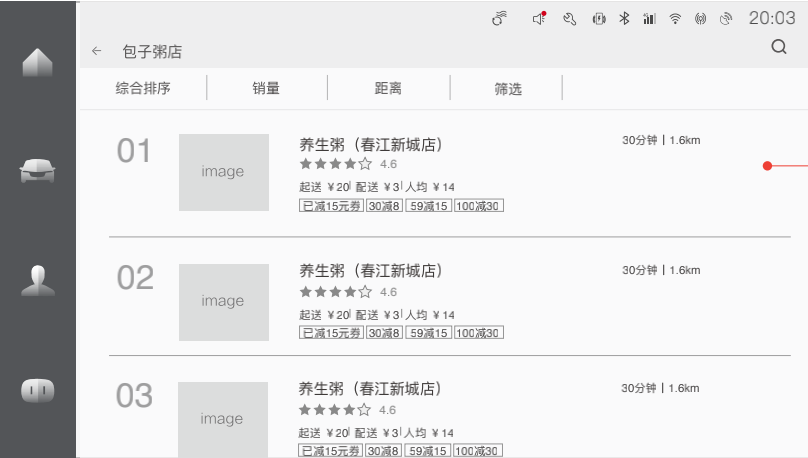 20:03
包子粥店
综合排序 销量 距离 筛选
01
image
养生粥（春江新城店）
30分钟 | 1.6km
4.6
起送 ￥20| 配送 ￥3| 人均 ￥14
已减15元券 30减8 59减15 100减30
02
image
养生粥（春江新城店）
30分钟 | 1.6km
4.6
起送 ￥20| 配送 ￥3| 人均 ￥14
已减15元券 30减8 59减15 100减30
03
image
养生粥（春江新城店）
30分钟 | 1.6km
4.6
起送 ￥20| 配送 ￥3| 人均 ￥14
已减15元券 30减8 59减15 100减30